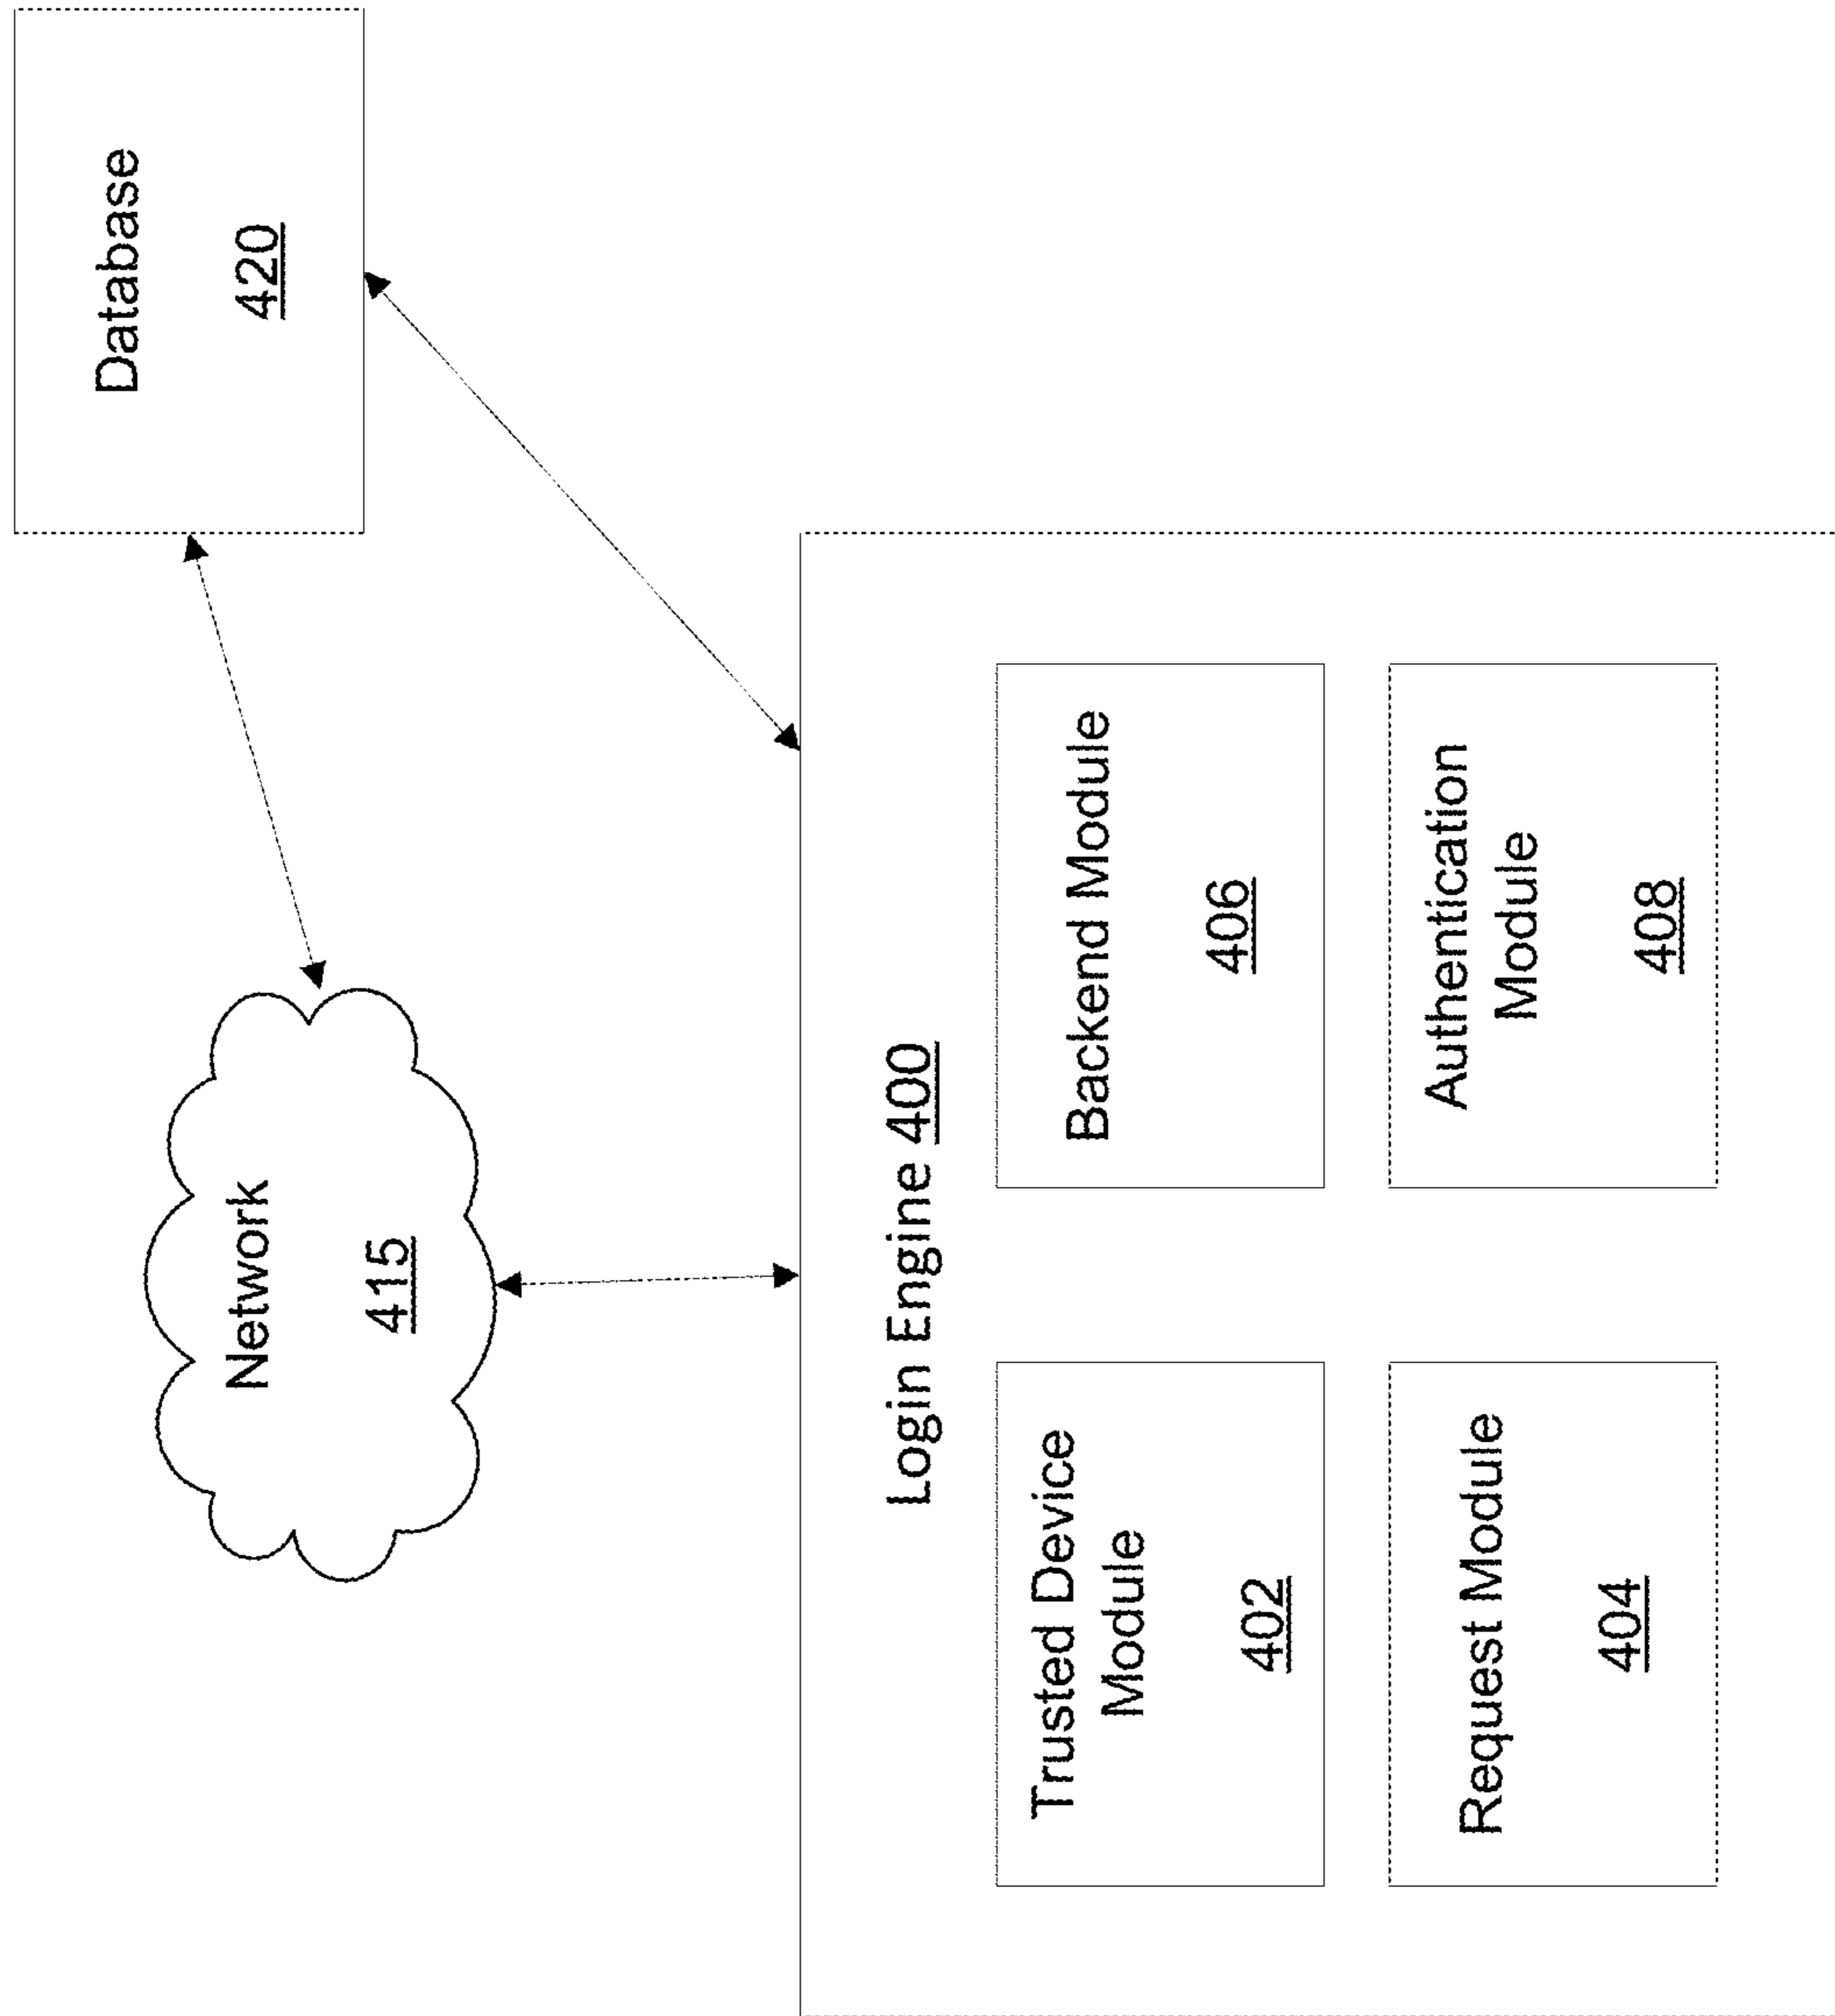 Network
415
Database
420
Login Engine 400
Trusted Device
Module
402
Backend Module
406
Request Module
404
Authentication
Module
408